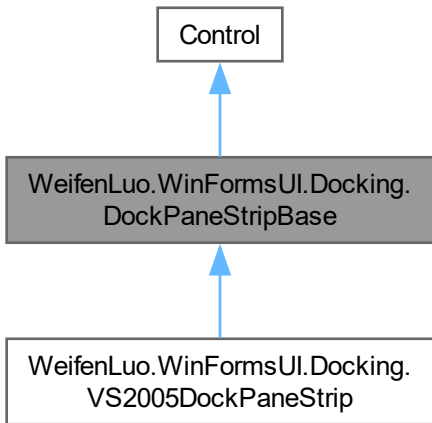 Control
WeifenLuo.WinFormsUI.Docking.
DockPaneStripBase
WeifenLuo.WinFormsUI.Docking.
VS2005DockPaneStrip